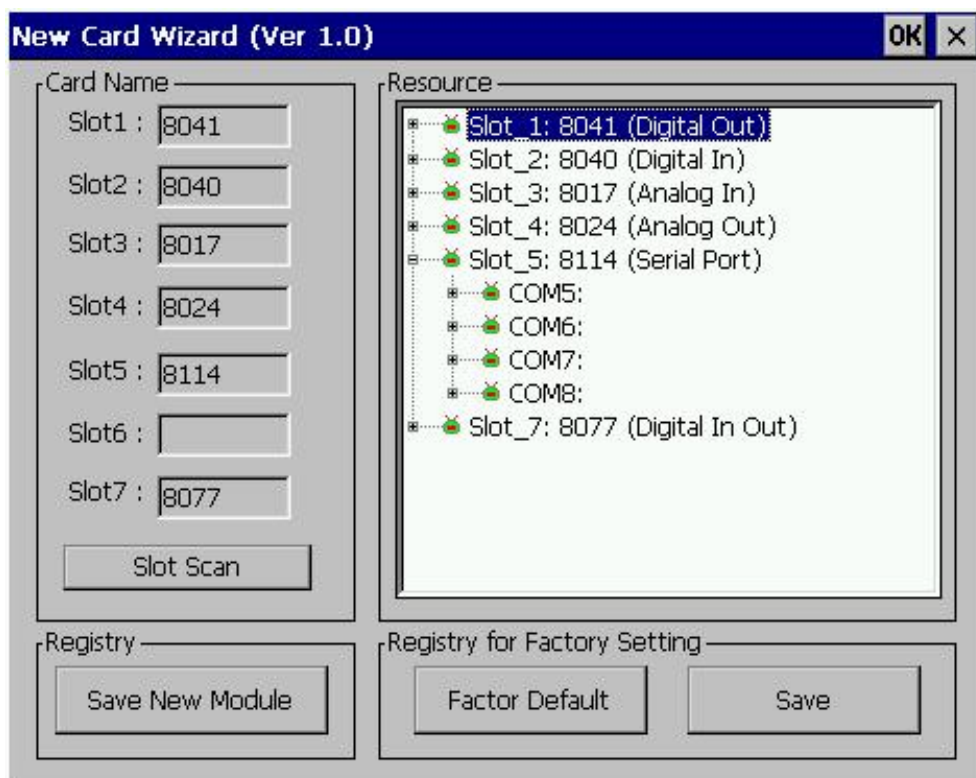 New Card Wizard (Ver 1.0) OK ×
Card Name
Slot1 : 8041
Slot2 : 8040
Slot3 : 8017
Slot4 : 8024
Slot5 : 8114
Slot6 :
Slot7 : 8077
Slot Scan
Resource
Slot_1: 8041 (Digital Out)
Slot_2: 8040 (Digital In)
Slot_3: 8017 (Analog In)
Slot_4: 8024 (Analog Out)
Slot_5: 8114 (Serial Port)
COM5:
COM6:
COM7:
COM8:
Slot_7: 8077 (Digital In Out)
Registry
Save New Module
Registry for Factory Setting
Factor Default
Save